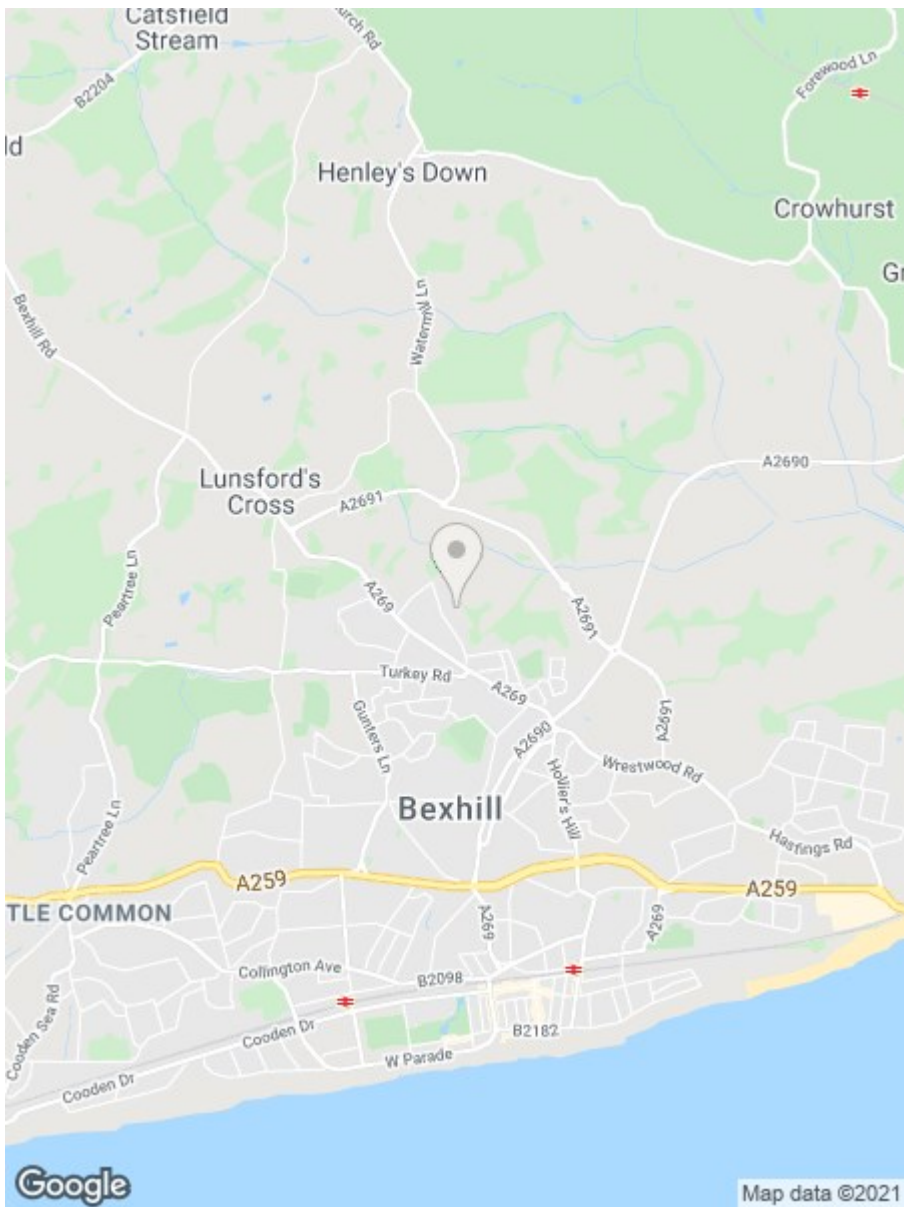 Catsfield
Stream
urch Rd
B2204
Forewood Ln
ld
Henley's Down
Crowhurst
Gr
Watermill Ln
Bexhill Rd
A2690
Lunsford's
Cross
A2691
Peartree Ln
A269
A2691
Turkey Rd
A269
Gunters Ln
A2690
A2691
Wrestwood Rd
Hollier's Hill
Bexhill
Peartree Ln
Hastings Rd
A259
A259
TLE COMMON
A269
A269
Collington Ave
B2098
Cooden Sea Rd
Cooden Dr
B2182
W Parade
Cooden Dr
Google
Map data ©2021